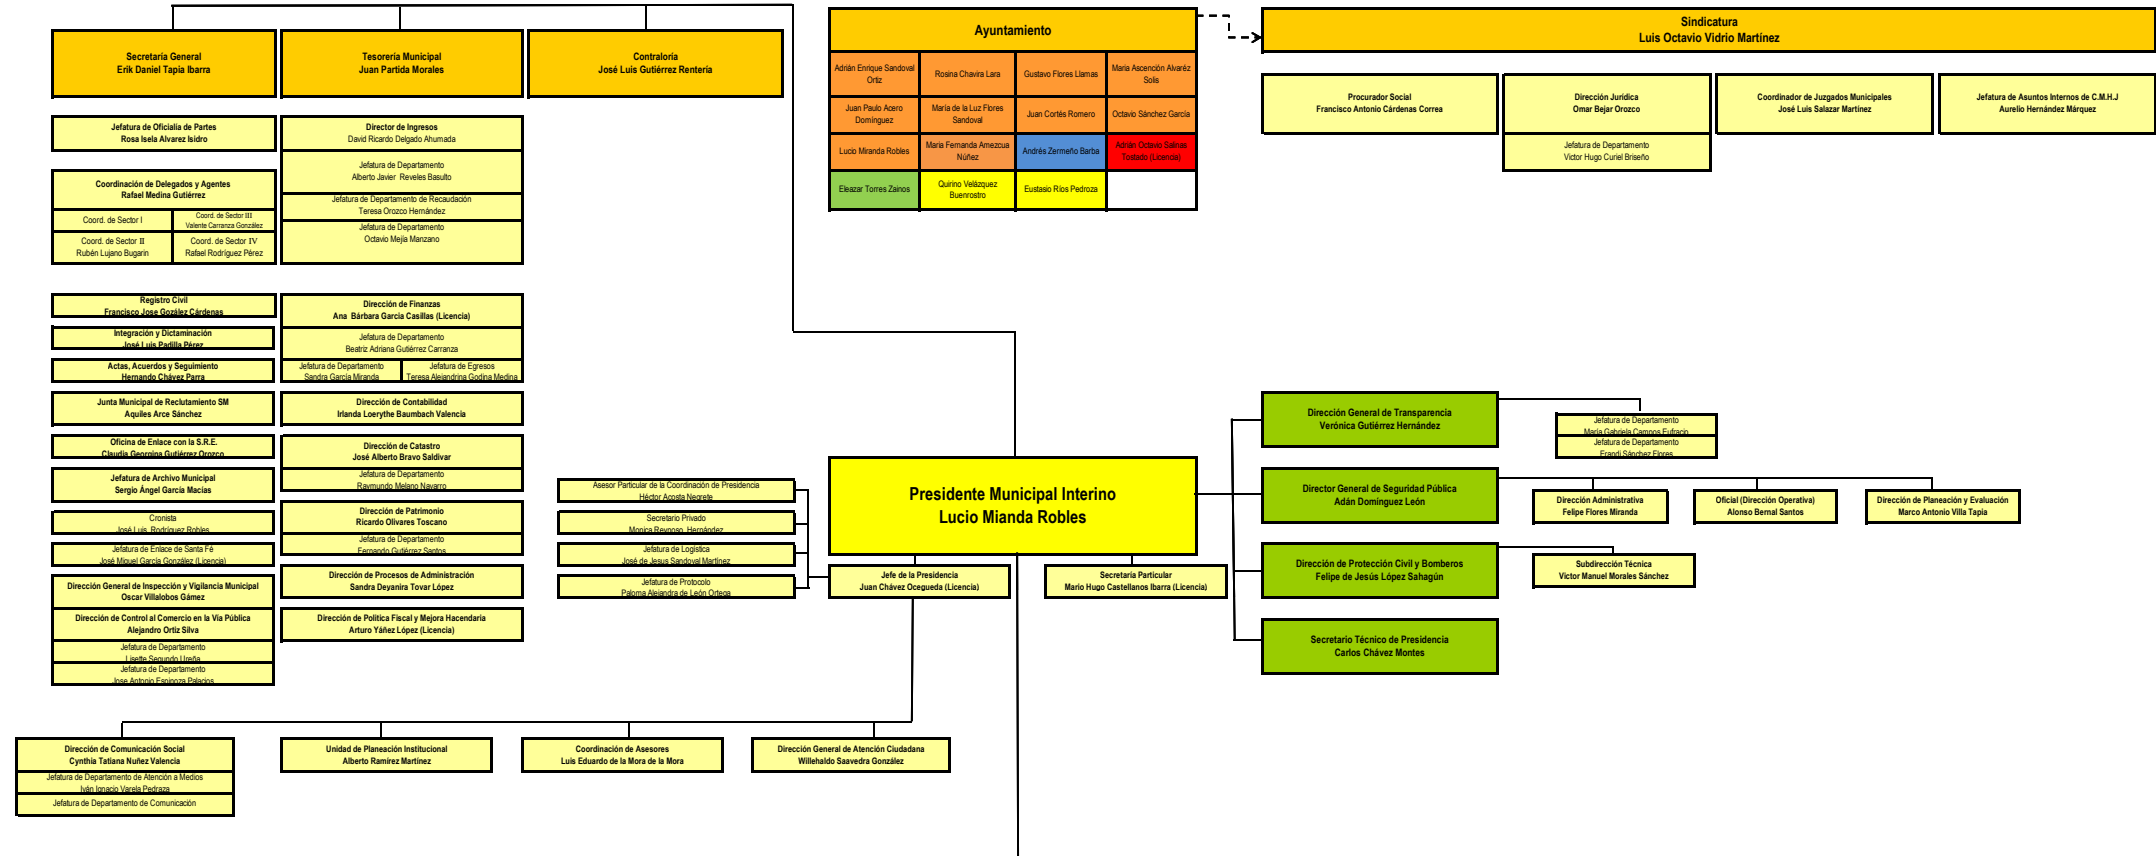 Secretaría General
Erik Daniel Tapia Ibarra
Tesorería Municipal
Juan Partida Morales
Contraloría
José Luis Gutiérrez Rentería
Ayuntamiento
Adrián Enrique Sandoval
Ortiz
Rosina Chavira Lara
Gustavo Flores Llamas
Maria Ascención Alvaréz
Solis
Juan Paulo Acero
Domínguez
María de la Luz Flores
Sandoval
Juan Cortés Romero
Octavio Sánchez García
Lucio Miranda Robles
Maria Fernanda Amezcua
Núñez
Andrés Zermeño Barba
Adrián Octavio Salinas
Tostado (Licencia)
Eleazar Torres Zainos
Quirino Velázquez
Buenrostro
Eustasio Ríos Pedroza
Sindicatura
Luis Octavio Vidrio Martínez
Procurador Social
Francisco Antonio Cárdenas Correa
Dirección Jurídica
Omar Bejar Orozco
Jefatura de Departamento
Victor Hugo Curiel Briseño
Coordinador de Juzgados Municipales
José Luis Salazar Martínez
Jefatura de Asuntos Internos de C.M.H.J
Aurelio Hernández Márquez
Jefatura de Oficialía de Partes
Rosa Isela Alvarez Isidro
Coordinación de Delegados y Agentes
Rafael Medina Gutiérrez
Coord. de Sector I
Coord. de Sector III
Valente Carranza González
Coord. de Sector II
Rubén Lujano Bugarin
Coord. de Sector IV
Rafael Rodríguez Pérez
Registro Civil
Francisco Jose Gozález Cárdenas
Integración y Dictaminación
José Luis Padilla Pérez
Actas, Acuerdos y Seguimiento
Hernando Chávez Parra
Junta Municipal de Reclutamiento SM
Aquiles Arce Sánchez
Oficina de Enlace con la S.R.E.
Claudia Georgina Gutiérrez Orozco
Jefatura de Archivo Municipal
Sergio Ángel García Macías
Cronista
José Luis Rodríguez Robles
Jefatura de Enlace de Santa Fé
José Miguel García González (Licencia)
Dirección General de Inspección y Vigilancia Municipal
Oscar Villalobos Gámez
Dirección de Control al Comercio en la Via Pública
Alejandro Ortiz Silva
Jefatura de Departamento
Lisette Segundo Ureña
Jefatura de Departamento
Jose Antonio Espinoza Palacios
Director de Ingresos
David Ricardo Delgado Ahumada
Jefatura de Departamento
Alberto Javier Reveles Basulto
Jefatura de Departamento de Recaudación
Teresa Orozco Hernández
Jefatura de Departamento
Octavio Mejía Manzano
Dirección de Finanzas
Ana Bárbara García Casillas (Licencia)
Jefatura de Departamento
Beatriz Adriana Gutiérrez Carranza
Jefatura de Departamento
Sandra García Miranda
Jefatura de Egresos
Teresa Alejandrina Godina Medina
Dirección de Contabilidad
Irlanda Loerythe Baumbach Valencia
Dirección de Catastro
José Alberto Bravo Saldivar
Jefatura de Departamento
Raymundo Melano Navarro
Dirección de Patrimonio
Ricardo Olivares Toscano
Jefatura de Departamento
Fernando Gutiérrez Santos
Dirección de Procesos de Administración
Sandra Deyanira Tovar López
Dirección de Politica Fiscal y Mejora Hacendaria
Arturo Yáñez López (Licencia)
Asesor Particular de la Coordinación de Presidencia
Héctor Acosta Negrete
Secretario Privado
Monica Reynoso Hernández
Jefatura de Logística
José de Jesus Sandoval Martínez
Jefatura de Protocolo
Paloma Alejandra de León Ortega
Presidente Municipal Interino
Lucio Mianda Robles
Jefe de la Presidencia
Juan Chávez Ocegueda (Licencia)
Secretaría Particular
Mario Hugo Castellanos Ibarra (Licencia)
Dirección General de Transparencia
Verónica Gutiérrez Hernández
Jefatura de Departamento
María Gabriela Campos Eufracio
Jefatura de Departamento
Erandi Sánchez Flores
Director General de Seguridad Pública
Adán Domínguez León
Dirección Administrativa
Felipe Flores Miranda
Oficial (Dirección Operativa)
Alonso Bernal Santos
Dirección de Planeación y Evaluación
Marco Antonio Villa Tapia
Dirección de Protección Civil y Bomberos
Felipe de Jesús López Sahagún
Subdirección Técnica
Víctor Manuel Morales Sánchez
Secretario Técnico de Presidencia
Carlos Chávez Montes
Dirección de Comunicación Social
Cynthia Tatiana Nuñez Valencia
Jefatura de Departamento de Atención a Medios
Iván Ignacio Varela Pedraza
Jefatura de Departamento de Comunicación
Unidad de Planeación Institucional
Alberto Ramírez Martínez
Coordinación de Asesores
Luis Eduardo de la Mora de la Mora
Dirección General de Atención Ciudadana
Willehaldo Saavedra González